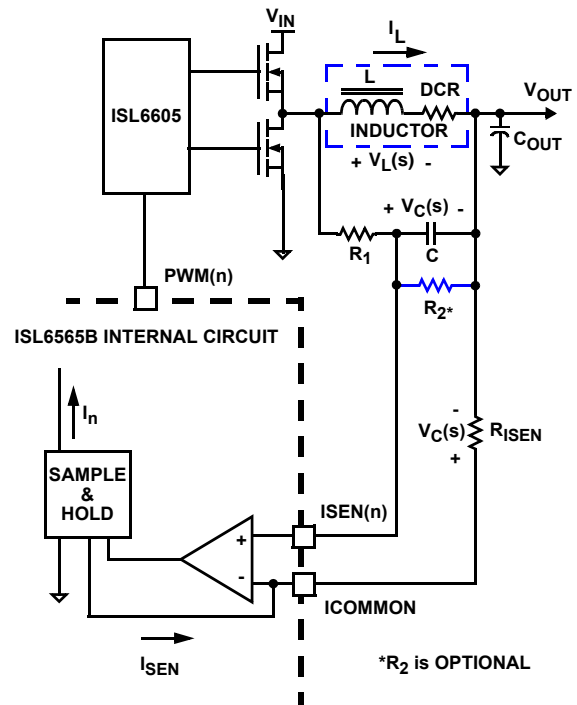 VIN
IL
ISL6605
L
DCR
VOUT
INDUCTOR
COUT
+ VL(s) -
+ VC(s) -
R1
C
PWM(n)
R2*
ISL6565B INTERNAL CIRCUIT
In
-
VC(s)
+
RISEN
SAMPLE
&
HOLD
ISEN(n)
+
-
ICOMMON
ISEN
*R2 is OPTIONAL